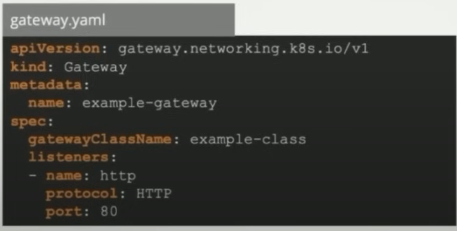 gateway.yaml
apiVersion: gateway.networking.k8s.io/v1
kind: Gateway
metadata:
  name: example-gateway
spec:
  gatewayClassName: example-class
  listeners:
  - name: http
    protocol: HTTP
    port: 80